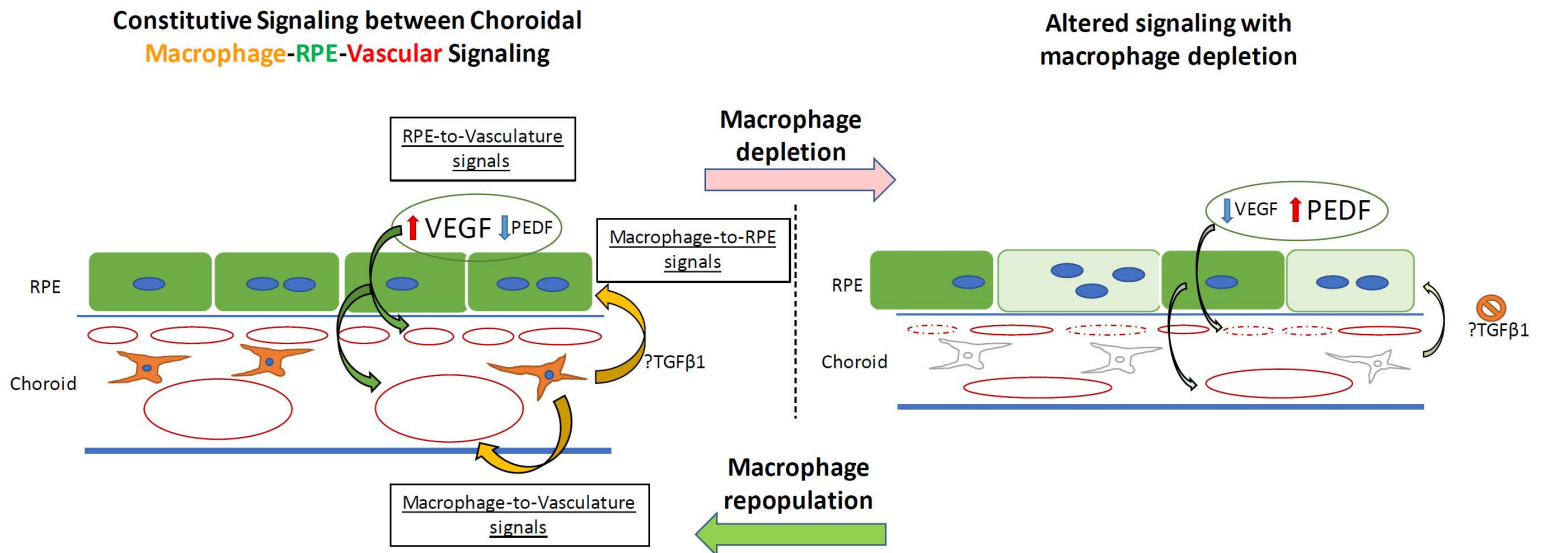 Constitutive Signaling between Choroidal
Macrophage-RPE-Vascular Signaling
RPE-to-Vasculature
signals
VEGF PEDF
Macrophage-to-RPE
signals
RPE
Choroid
?TGFβ1
Macrophage-to-Vasculature
signals
Macrophage
depletion
Macrophage
repopulation
Altered signaling with
macrophage depletion
VEGF PEDF
RPE
Choroid
?TGFβ1